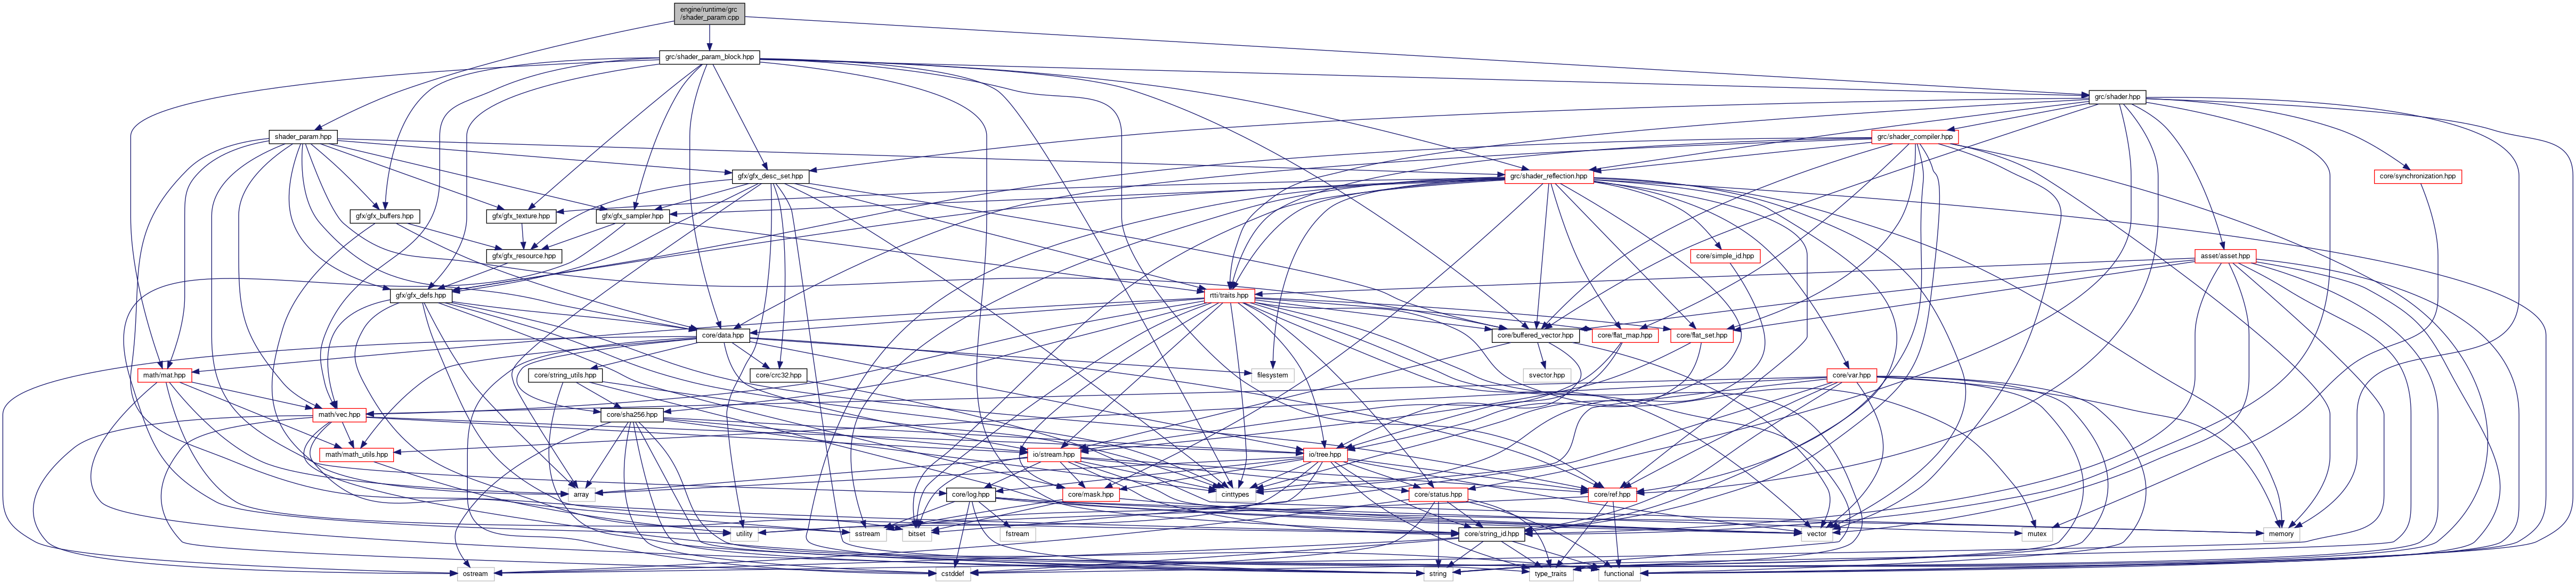 engine/runtime/grc
/shader_param.cpp
grc/shader_param_block.hpp
grc/shader.hpp
shader_param.hpp
grc/shader_compiler.hpp
gfx/gfx_desc_set.hpp
grc/shader_reflection.hpp
core/synchronization.hpp
gfx/gfx_buffers.hpp
gfx/gfx_texture.hpp
gfx/gfx_sampler.hpp
gfx/gfx_resource.hpp
core/simple_id.hpp
asset/asset.hpp
gfx/gfx_defs.hpp
rtti/traits.hpp
core/data.hpp
core/buffered_vector.hpp
core/flat_map.hpp
core/flat_set.hpp
math/mat.hpp
core/string_utils.hpp
core/crc32.hpp
filesystem
svector.hpp
core/var.hpp
math/vec.hpp
core/sha256.hpp
math/math_utils.hpp
io/stream.hpp
io/tree.hpp
array
core/log.hpp
core/mask.hpp
cinttypes
core/status.hpp
core/ref.hpp
utility
sstream
bitset
fstream
core/string_id.hpp
vector
mutex
memory
ostream
cstddef
string
type_traits
functional